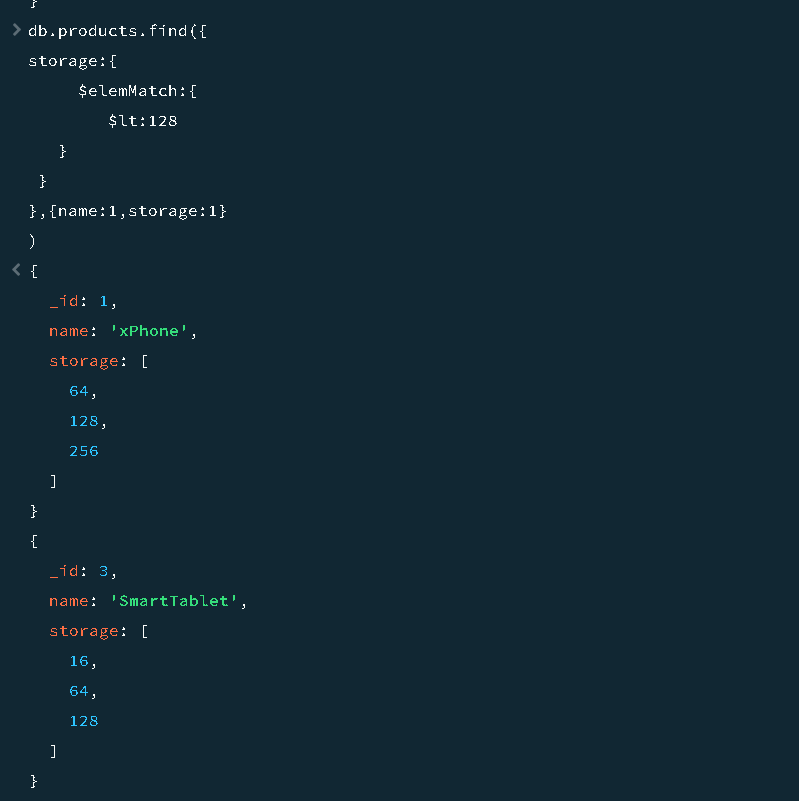 }
> db.products.find({
storage:{
$elemMatch:{
$lt:128
}
}
},{name:1,storage:1}
)
< {
_id: 1,
name: 'xPhone',
storage: [
64,
128,
256
]
}
{
_id: 3,
name: 'SmartTablet',
storage: [
16,
64,
128
]
}